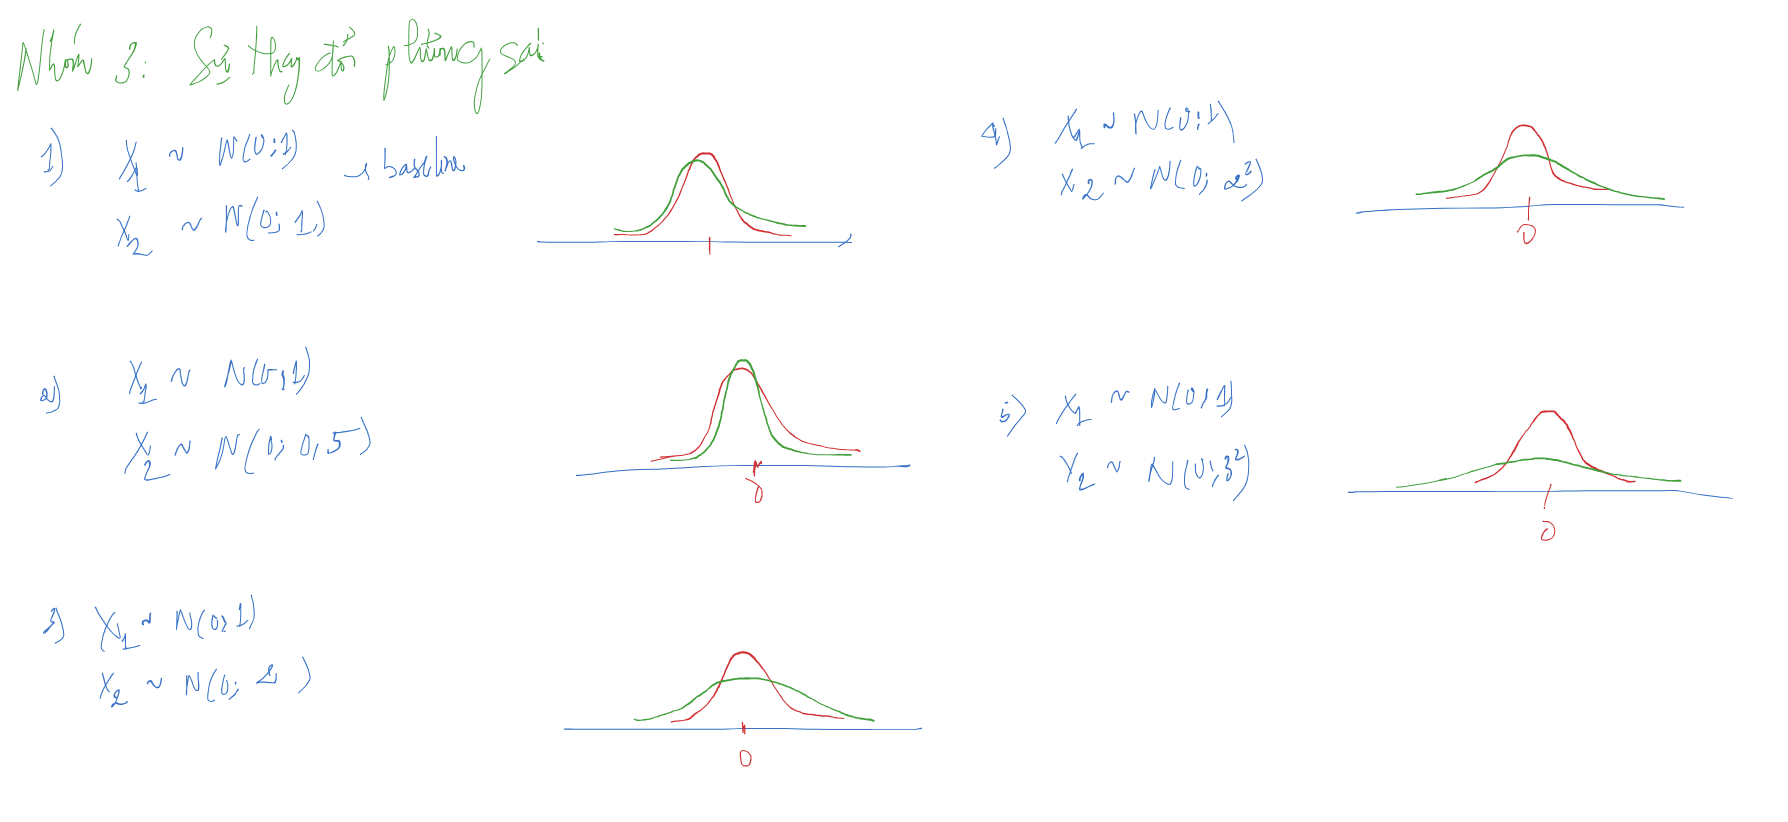 Nhóm 3: Sự thay đổi phương sai
1) X1 ~ N(0;1)
X2 ~ N(0; 1)
→ baseline
2) X1 ~ N(0;1)
X2 ~ N(0; 0,5)
0
3) X1 ~ N(0;1)
X2 ~ N(0; 2)
0
4) X1 ~ N(0;1)
X2 ~ N(0; 2²)
0
5) X1 ~ N(0;1)
X2 ~ N(0;3²)
0